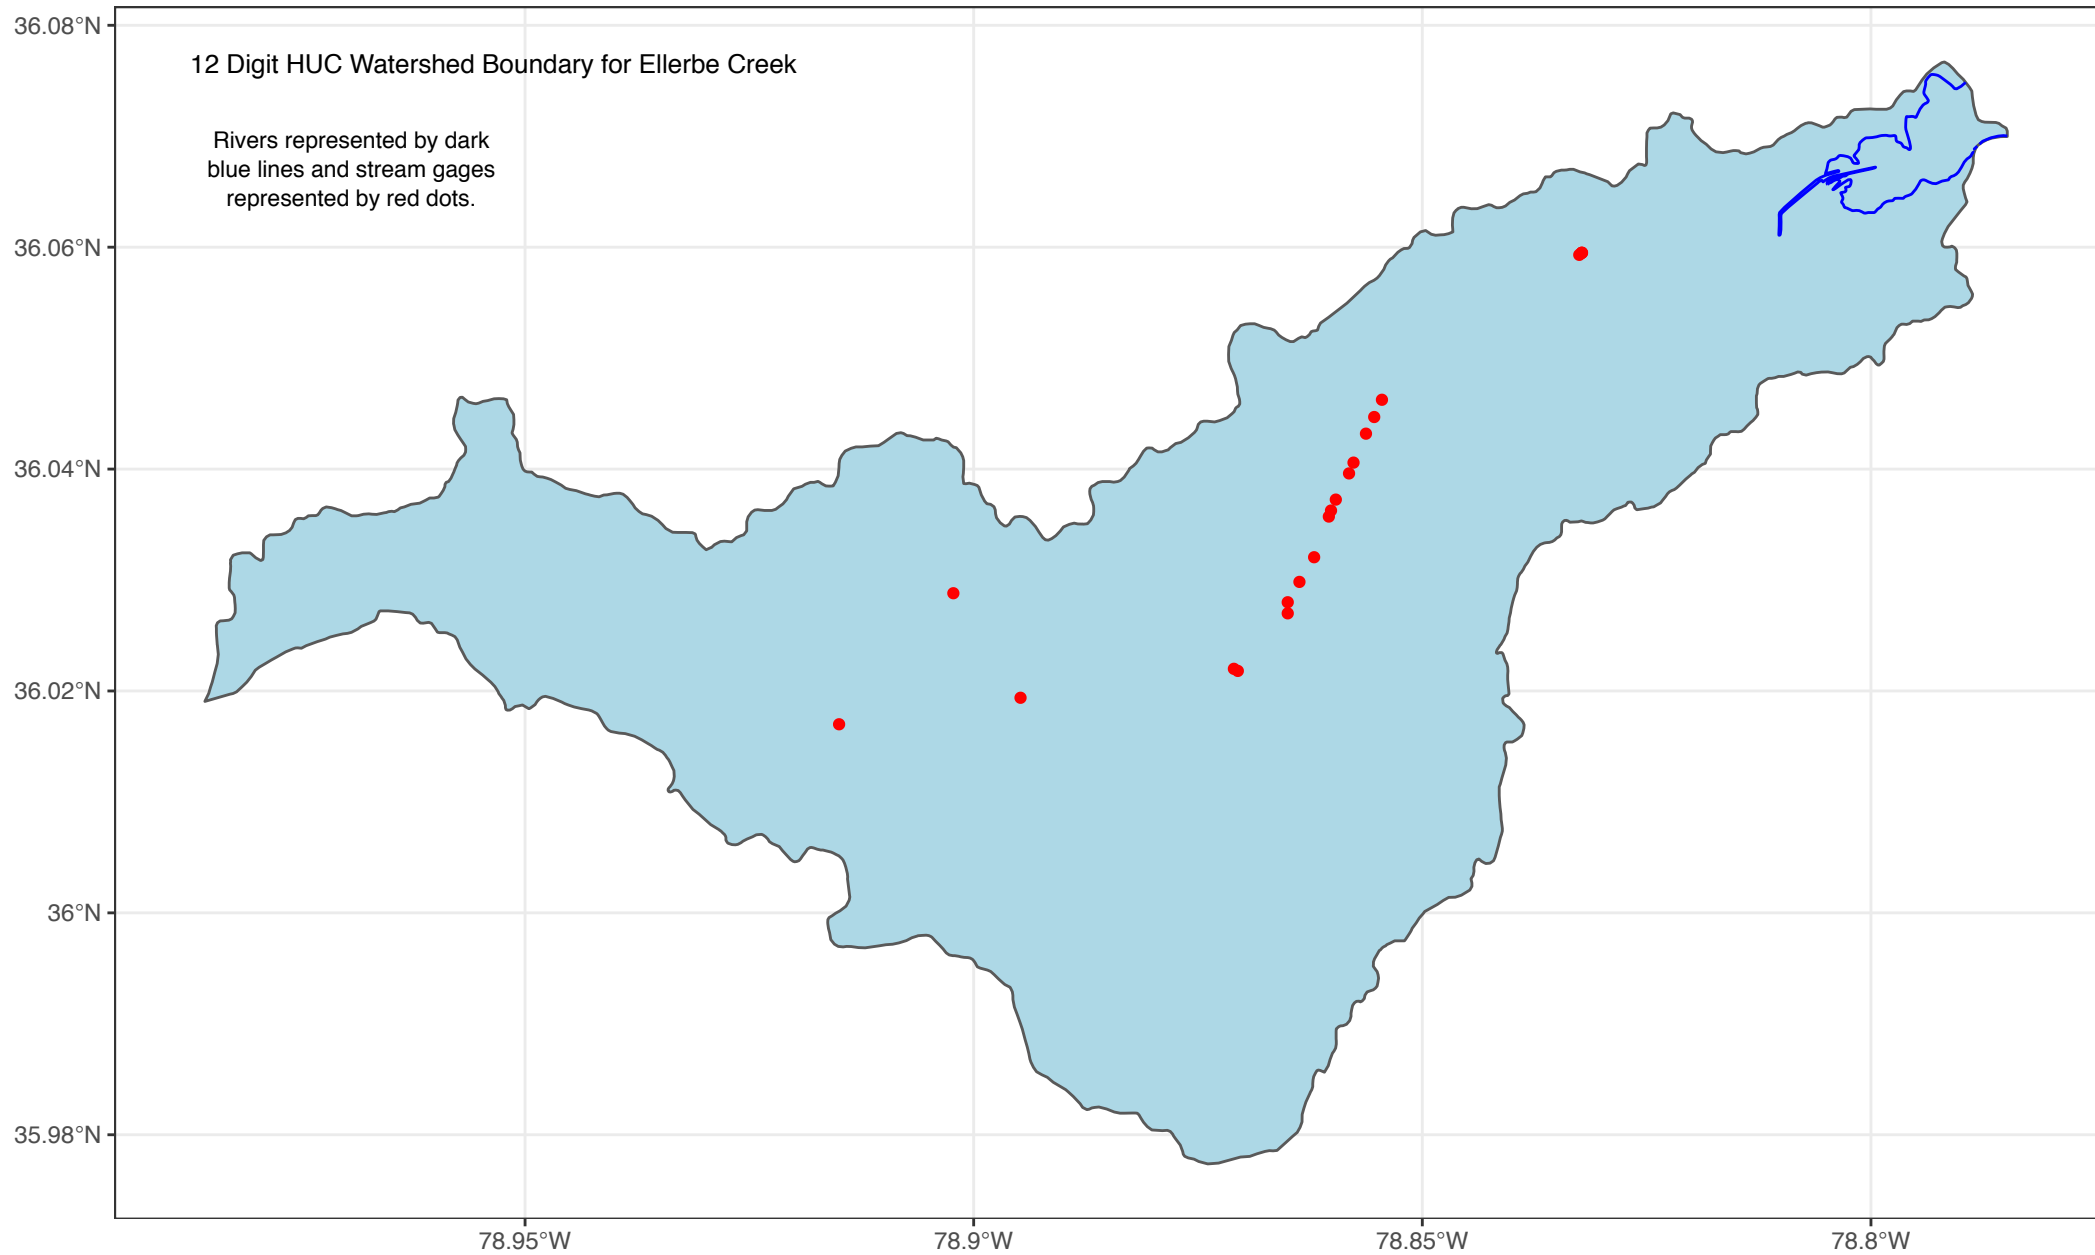 36.08°N
12 Digit HUC Watershed Boundary for Ellerbe Creek
Rivers represented by dark
blue lines and stream gages
represented by red dots.
36.06°N
36.04°N
36.02°N
36°N
35.98°N
78.95°W
78.9°W
78.85°W
78.8°W